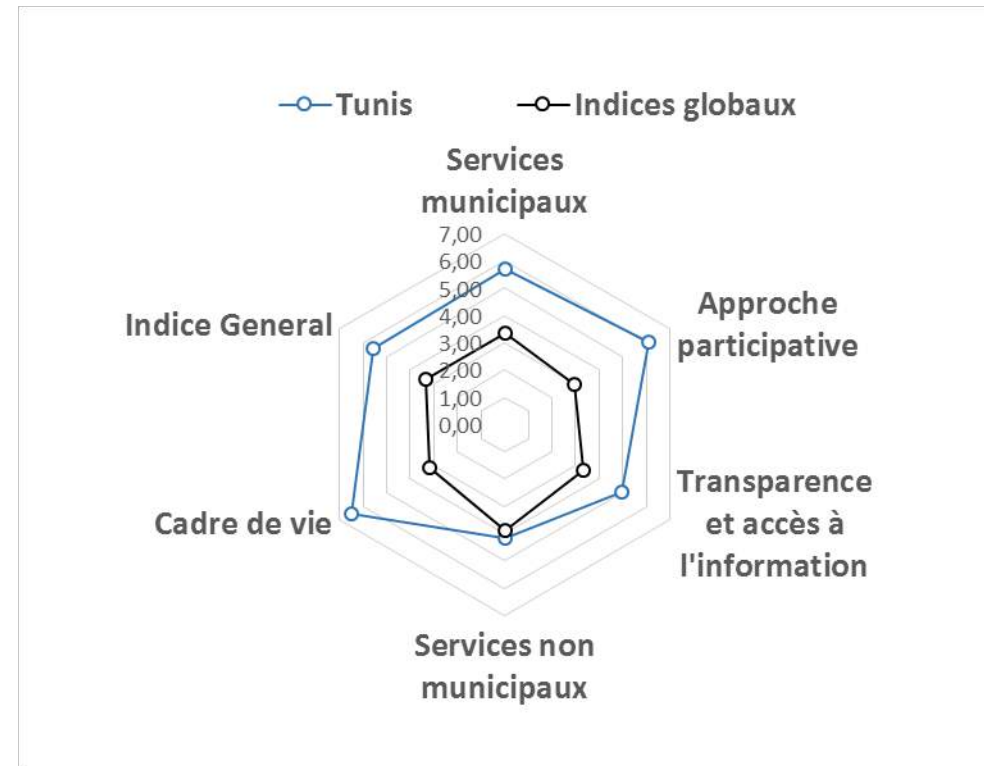 Tunis Indices globaux
Services
municipaux
7,00
6,00
5,00
4,00
3,00
2,00
1,00
0,00
Approche
participative
Transparence
et accès à
l'information
Services non
municipaux
Cadre de vie
Indice General